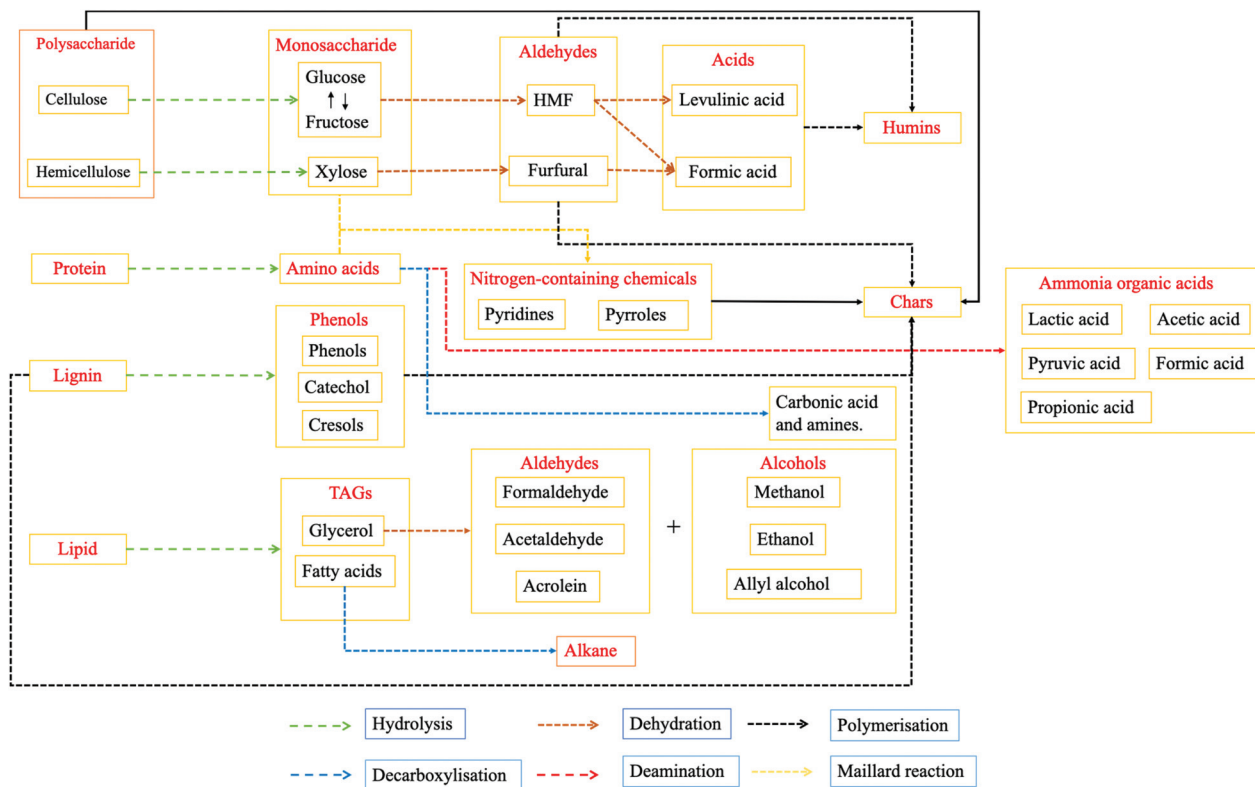 Polysaccharide
Cellulose
Hemicellulose
Monosaccharide
Glucose
Fructose
Xylose
Aldehydes
HMF
Furfural
Acids
Levulinic acid
Formic acid
Humins
Protein
Amino acids
Nitrogen-containing chemicals
Pyridines
Pyrroles
Chars
Ammonia organic acids
Lactic acid
Acetic acid
Pyruvic acid
Formic acid
Propionic acid
Lignin
Phenols
Phenols
Catechol
Cresols
Carbonic acid
and amines.
Lipid
TAGs
Glycerol
Fatty acids
Aldehydes
Formaldehyde
Acetaldehyde
Acrolein
+
Alcohols
Methanol
Ethanol
Allyl alcohol
Alkane
Hydrolysis
Dehydration
Polymerisation
Decarboxylisation
Deamination
Maillard reaction